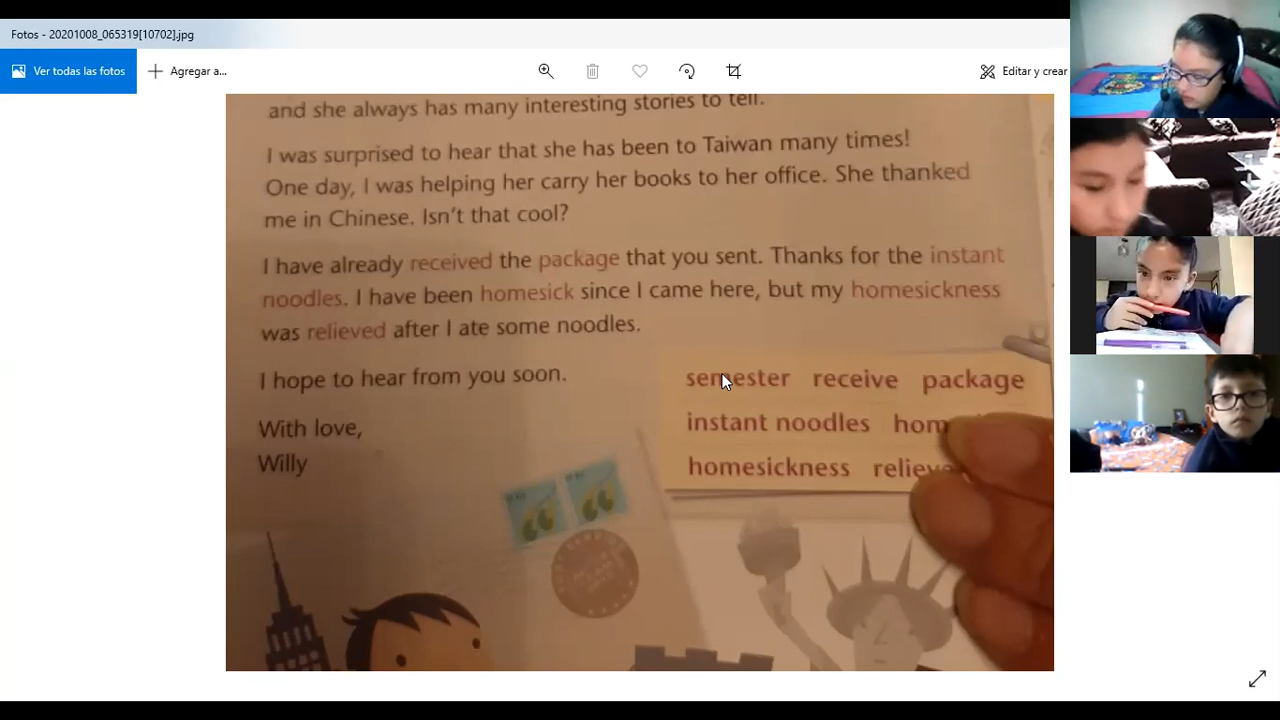 Fotos - 20201008_065319[10702].jpg
Ver todas las fotos
Agregar a...
Editar y crear
and she always has many interesting stories to tell.
I was surprised to hear that she has been to Taiwan many times!
One day, I was helping her carry her books to her office. She thanked
me in Chinese. Isn't that cool?
I have already received the package that you sent. Thanks for the instant
noodles. I have been homesick since I came here, but my homesickness
was relieved after I ate some noodles.
I hope to hear from you soon.
With love,
Willy
semester receive package
instant noodles
homesickness